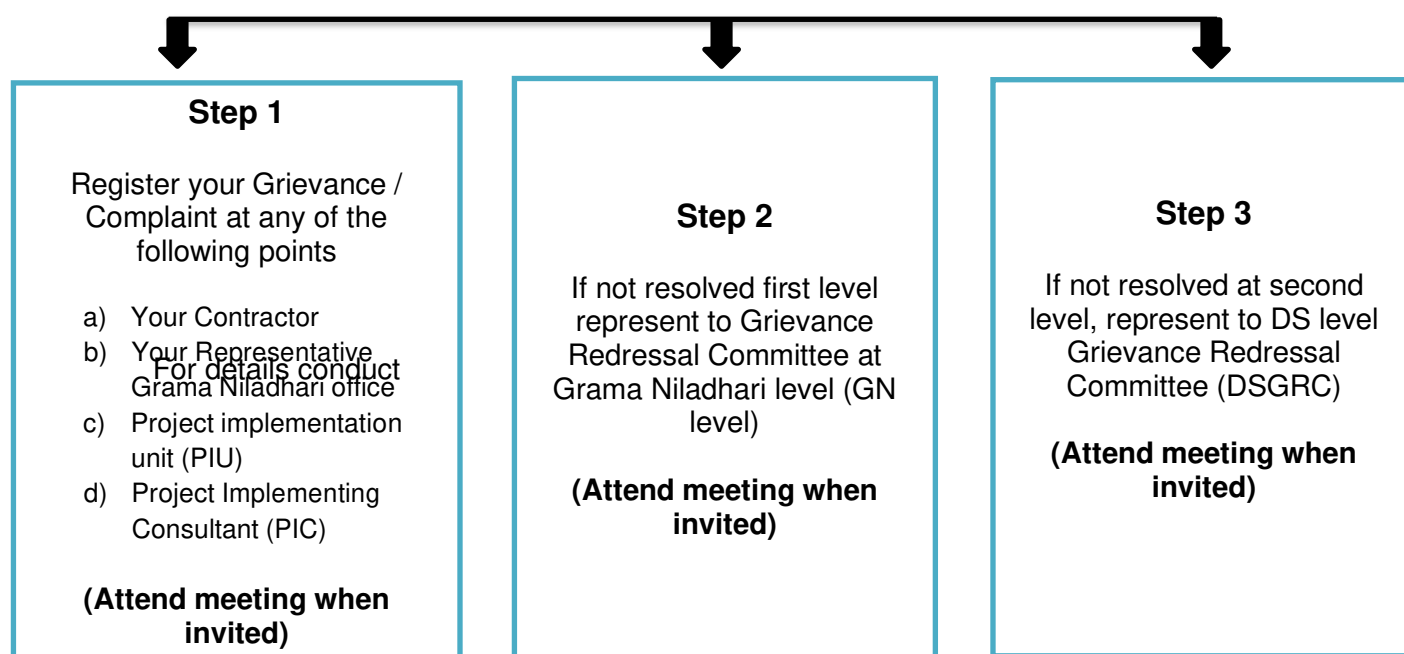 Step 1
Register your Grievance /
Complaint at any of the
following points
a) Your Contractor
b) Your Representative
For details conduct
Grama Niladhari office
c) Project implementation
unit (PIU)
d) Project Implementing
Consultant (PIC)
(Attend meeting when
invited)
Step 2
If not resolved first level
represent to Grievance
Redressal Committee at
Grama Niladhari level (GN
level)
(Attend meeting when
invited)
Step 3
If not resolved at second
level, represent to DS level
Grievance Redressal
Committee (DSGRC)
(Attend meeting when
invited)